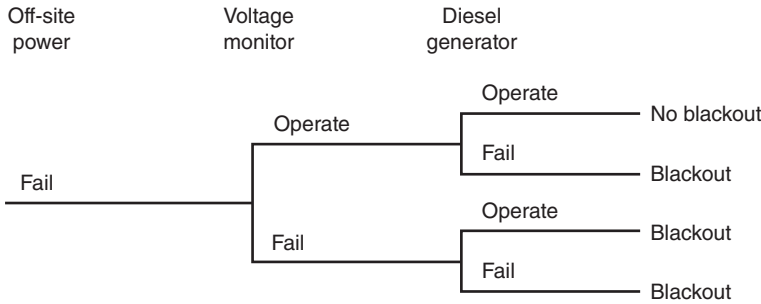 Off-site
power
Voltage
monitor
Diesel
generator
Operate
No blackout
Operate
Fail
Blackout
Fail
Operate
Blackout
Fail
Fail
Blackout